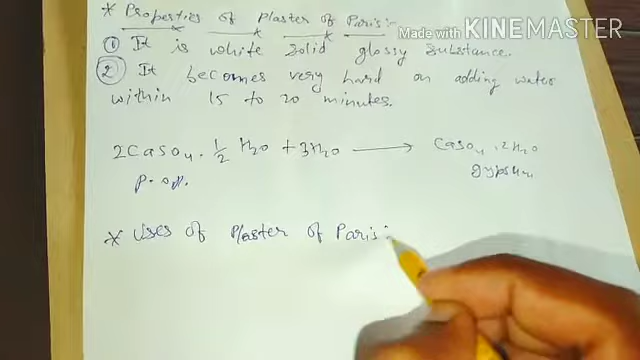 * Properties of Plaster of Paris:
Made with KINEMASTER
① It is white solid glossy substance.
② It becomes very hard on adding water
within 15 to 20 minutes.
2CaSO4 . 1/2 H2O + 3H2O → CaSO4 . 2H2O
P.O.P. gypsum
* Uses of Plaster of Paris: